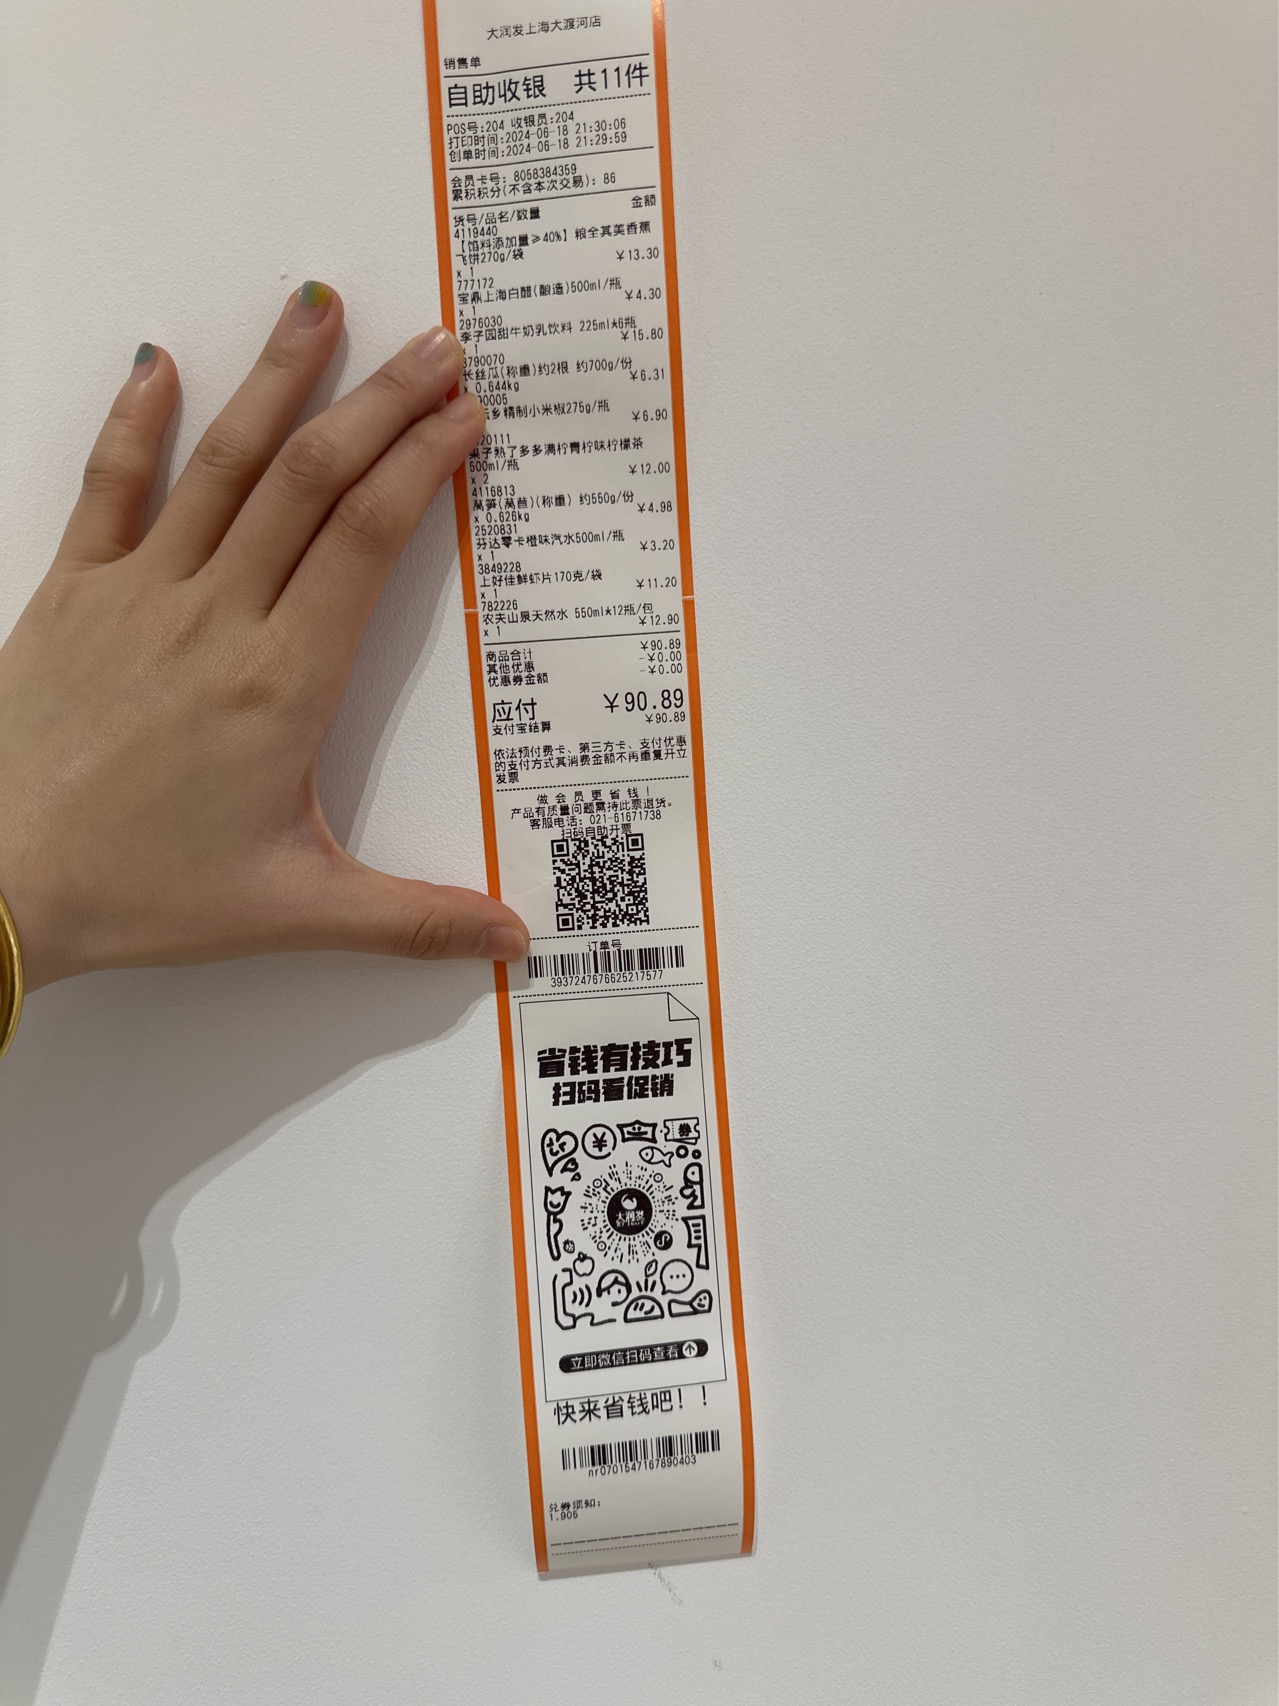 大润发上海大渡河店
销售单
自助收银 共11件
POS号:204 收银员:204
打印时间:2024-06-18 21:30:06
创单时间:2024-06-18 21:29:59
会员卡号: 8058384359
累积积分(不含本次交易): 86
货号/品名/数量 金额
4119440
【馅料添加量≥40%】粮全其美香蕉
飞饼270g/袋 ¥13.30
x 1
777172
宝鼎上海白醋(酿造)500ml/瓶 ¥4.30
x 1
2976030
李子园甜牛奶乳饮料 225ml*6瓶 ¥15.80
x 1
3790070
长丝瓜(称重)约2根 约700g/份 ¥6.31
x 0.644kg
90005
坛乡精制小米椒275g/瓶 ¥6.90
20111
果子熟了多多满柠青柠味柠檬茶
500ml/瓶 ¥12.00
x 2
4116813
莴笋(莴苣)(称重) 约550g/份 ¥4.98
x 0.626kg
2520831
芬达零卡橙味汽水500ml/瓶 ¥3.20
x 1
3849228
上好佳鲜虾片170克/袋 ¥11.20
x 1
782226
农夫山泉天然水 550ml*12瓶/包 ¥12.90
x 1
商品合计 ¥90.89
其他优惠 -¥0.00
优惠券金额 -¥0.00
应付 ¥90.89
支付宝结算 ¥90.89
依法预付费卡、第三方卡、支付优惠
的支付方式其消费金额不再重复开立
发票
做会员更省钱!
产品有质量问题需持此票退货。
客服电话: 021-61671738
扫码自助开票
订单号
3937247676625217577
省钱有技巧
扫码看促销
券
大润发
立即微信扫码查看
快来省钱吧!!
nr0701547167890403
兑券须知:
1.905